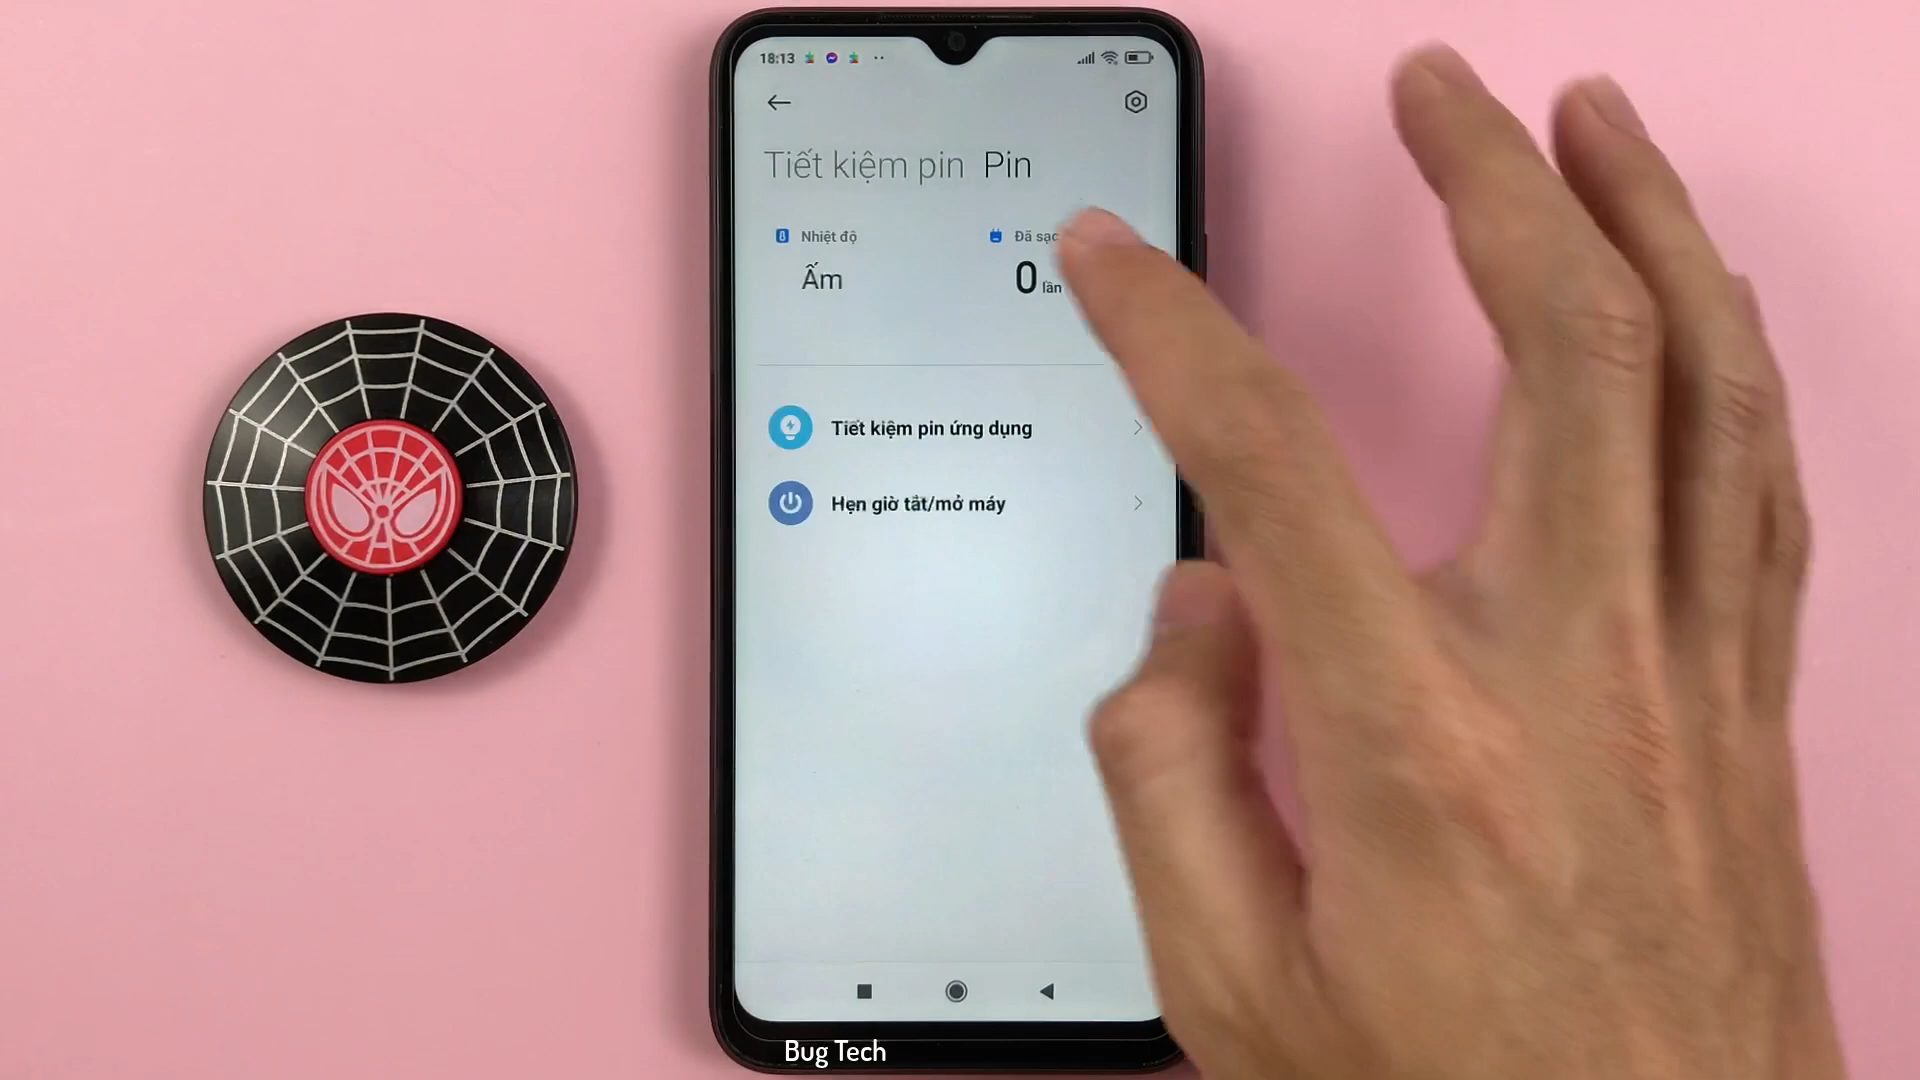 18:13
Tiết kiệm pin Pin
Nhiệt độ
Đã sạc
Ấm
0 lần
Tiết kiệm pin ứng dụng
Hẹn giờ tắt/mở máy
Bug Tech